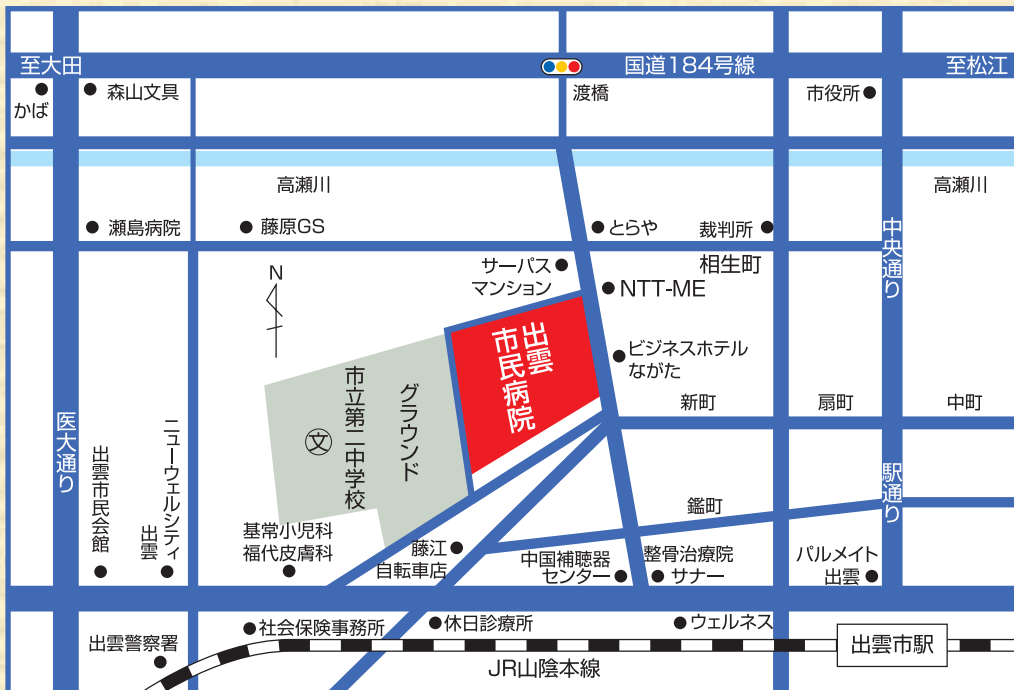 至大田
国道184号線
至松江
かば
森山文具
渡橋
市役所
高瀬川
高瀬川
瀬島病院
藤原GS
とらや
裁判所
中央通り
相生町
サーパス
マンション
NTT-ME
N
出雲
市民病院
ビジネスホテル
ながた
市立第二中学校
グラウンド
文
新町
扇町
中町
医大通り
出雲市民会館
ニューウェルシティ
出雲
駅通り
鑑町
基常小児科
福代皮膚科
藤江
自転車店
中国補聴器
センター
整骨治療院
サナー
パルメイト
出雲
出雲警察署
社会保険事務所
休日診療所
ウェルネス
出雲市駅
JR山陰本線